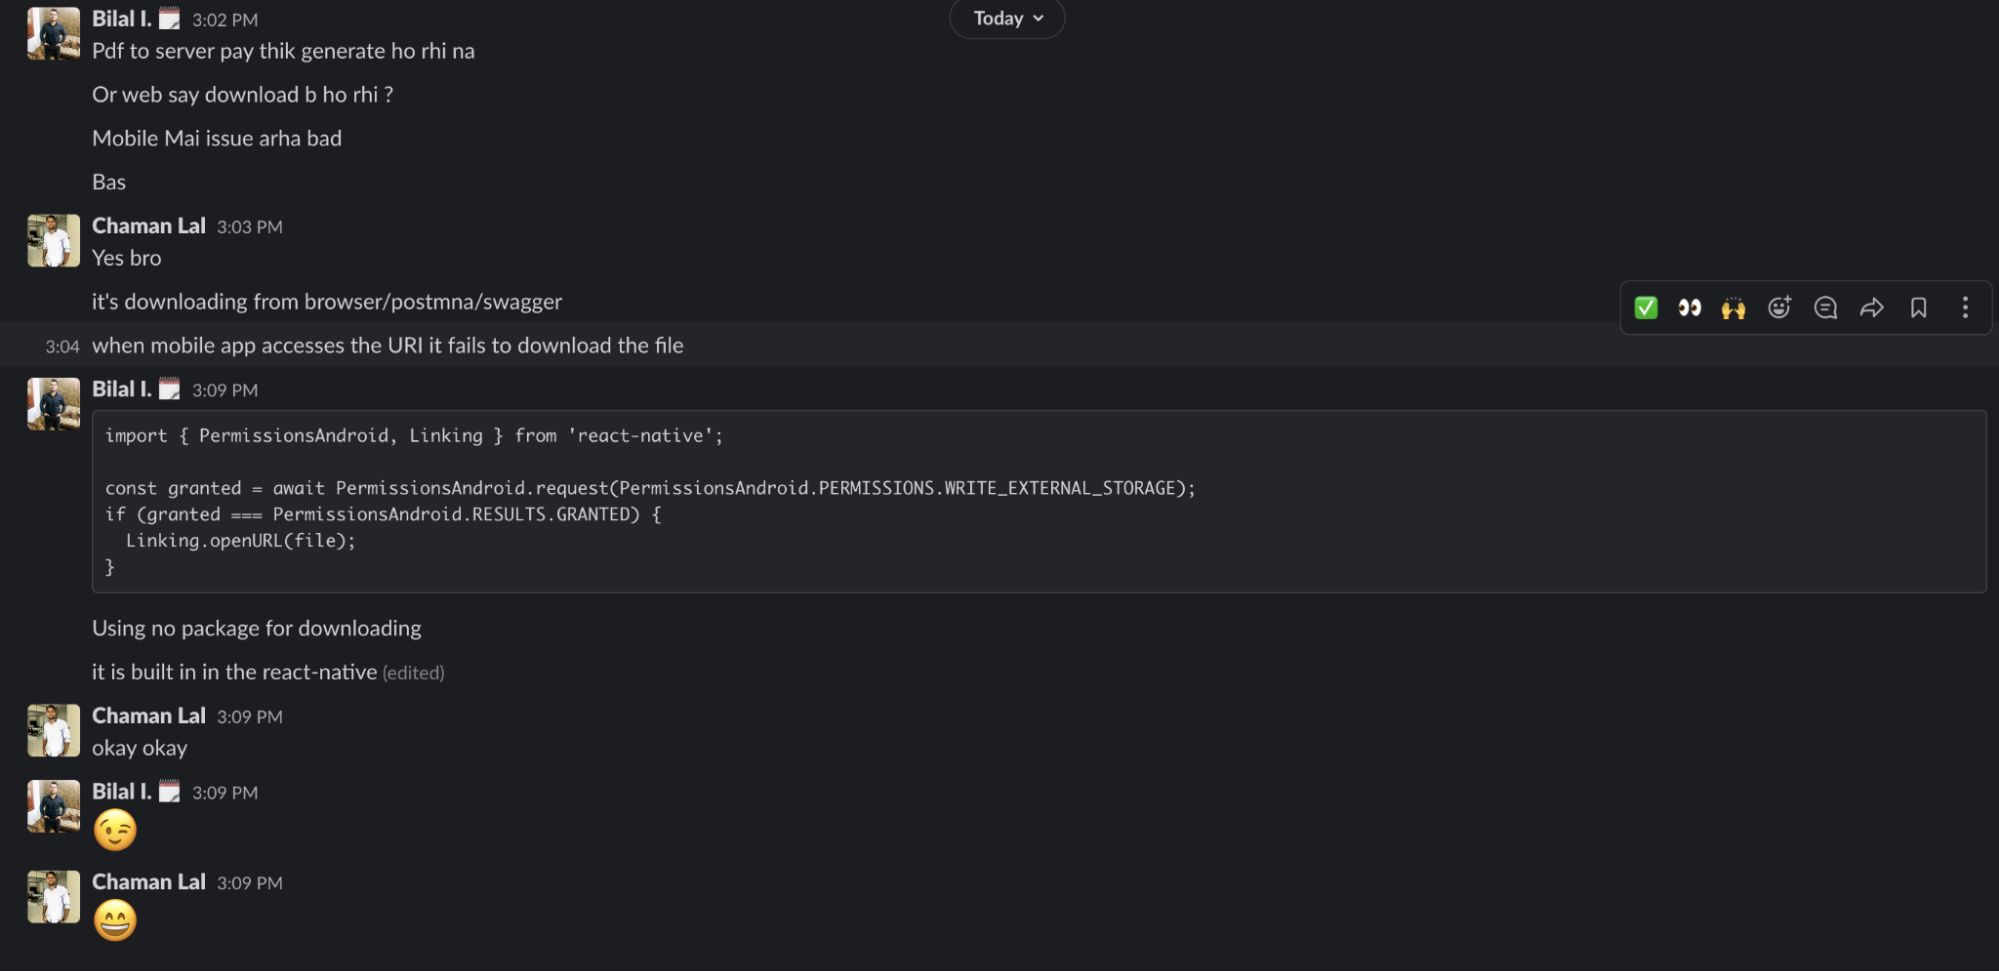 Today
Bilal I. 3:02 PM
Pdf to server pay thik generate ho rhi na
Or web say download b ho rhi ?
Mobile Mai issue arha bad
Bas
Chaman Lal 3:03 PM
Yes bro
it's downloading from browser/postmna/swagger
3:04 when mobile app accesses the URI it fails to download the file
Bilal I. 3:09 PM
import { PermissionsAndroid, Linking } from 'react-native';
const granted = await PermissionsAndroid.request(PermissionsAndroid.PERMISSIONS.WRITE_EXTERNAL_STORAGE);
if (granted === PermissionsAndroid.RESULTS.GRANTED) {
  Linking.openURL(file);
}
Using no package for downloading
it is built in in the react-native (edited)
Chaman Lal 3:09 PM
okay okay
Bilal I. 3:09 PM
😉
Chaman Lal 3:09 PM
😄